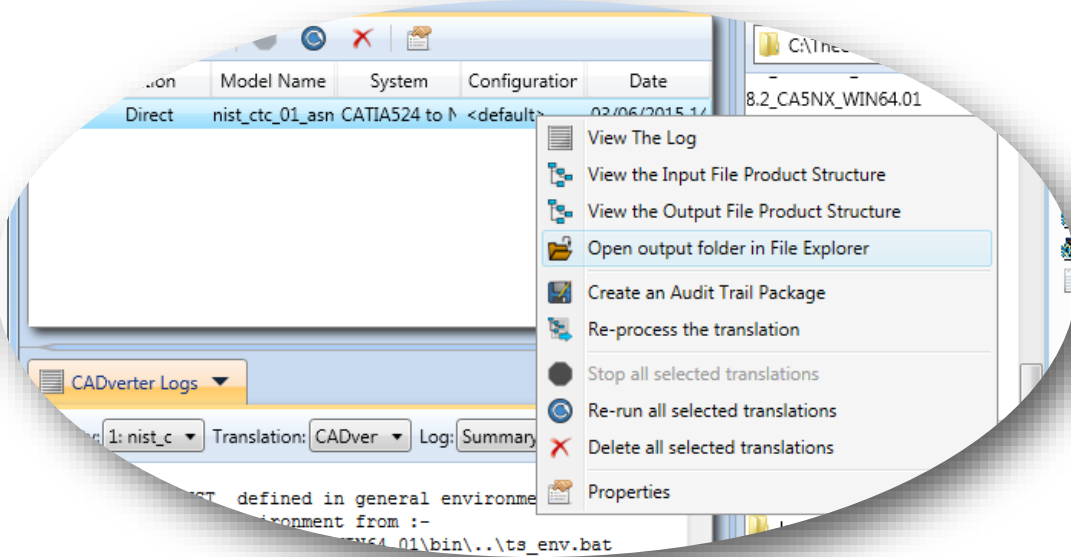 C:\Theo
Model Name System Configuration Date
8.2_CA5NX_WIN64.01
Direct nist_ctc_01_asn CATIA524 to N <default> 03/06/2015 1
View The Log
View the Input File Product Structure
View the Output File Product Structure
Open output folder in File Explorer
Create an Audit Trail Package
Re-process the translation
Stop all selected translations
CADverter Logs
Re-run all selected translations
1: nist_c Translation: CADver Log: Summary
Delete all selected translations
Properties
defined in general environme
ironment from :-
01\bin\..\ts_env.bat